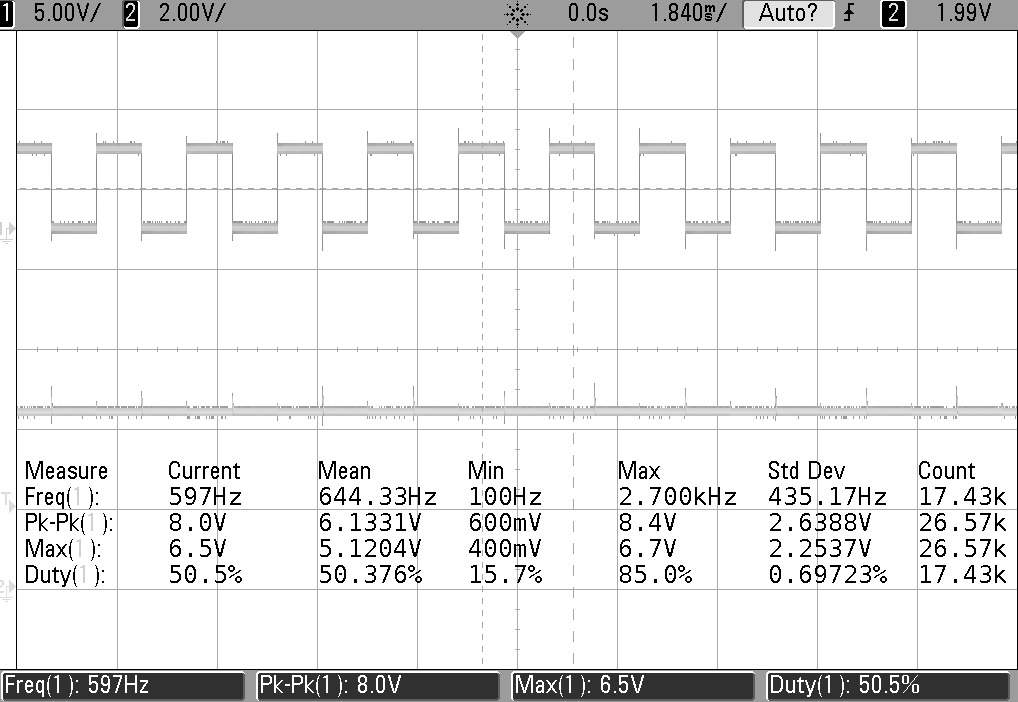 1 5.00V/ 2 2.00V/ 0.0s 1.840ms/ Auto? 2 1.99V
1
Measure Current Mean Min Max Std Dev Count
Freq(1): 597Hz 644.33Hz 100Hz 2.700kHz 435.17Hz 17.43k
T
Pk-Pk(1): 8.0V 6.1331V 600mV 8.4V 2.6388V 26.57k
Max(1): 6.5V 5.1204V 400mV 6.7V 2.2537V 26.57k
Duty(1): 50.5% 50.376% 15.7% 85.0% 0.69723% 17.43k
2
Freq(1): 597Hz Pk-Pk(1): 8.0V Max(1): 6.5V Duty(1): 50.5%